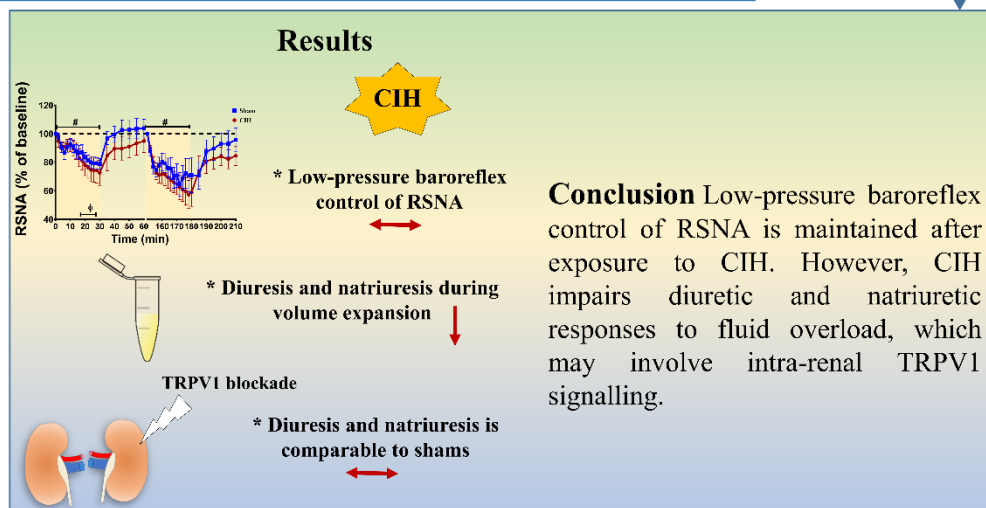 Results
CIH
RSNA (% of baseline)
120
100
80
60
40
#
#
Sham
CIH
ϕ
0 10 20 30 40 50 60 160 170 180 190 200 210
Time (min)
* Low-pressure baroreflex
control of RSNA
* Diuresis and natriuresis during
volume expansion
TRPV1 blockade
* Diuresis and natriuresis is
comparable to shams
Conclusion Low-pressure baroreflex
control of RSNA is maintained after
exposure to CIH. However, CIH
impairs diuretic and natriuretic
responses to fluid overload, which
may involve intra-renal TRPV1
signalling.